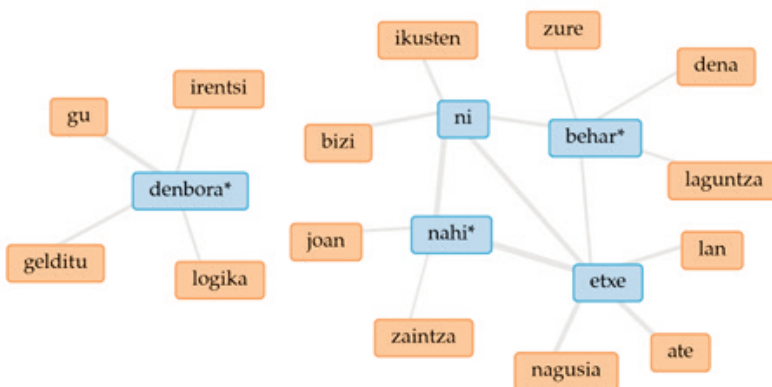 gu
irentsi
denbora*
gelditu
logika
ikusten
zure
dena
ni
behar*
bizi
laguntza
joan
nahi*
lan
etxe
zaintza
ate
nagusia